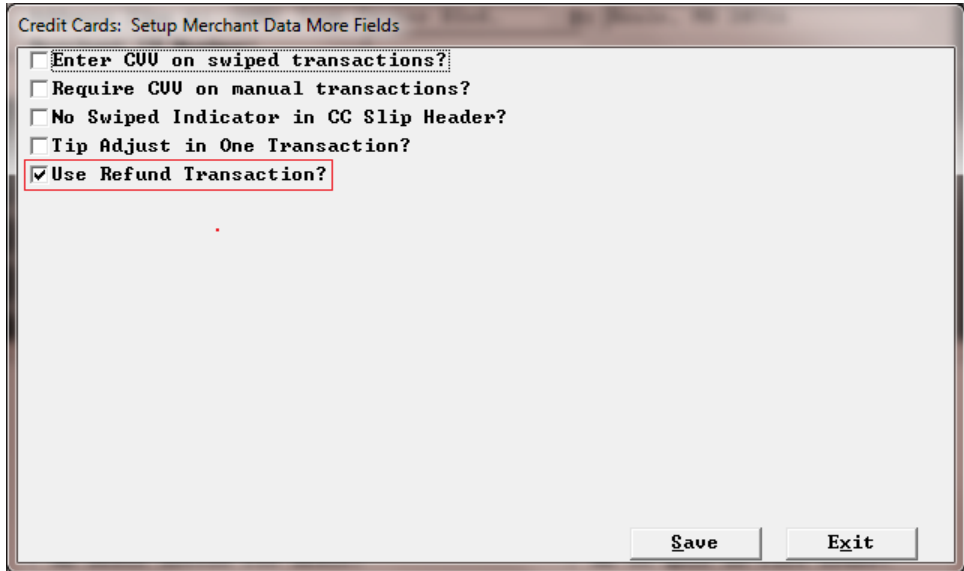 Credit Cards: Setup Merchant Data More Fields
Enter CVV on swiped transactions?
Require CVV on manual transactions?
No Swiped Indicator in CC Slip Header?
Tip Adjust in One Transaction?
Use Refund Transaction?
Save Exit